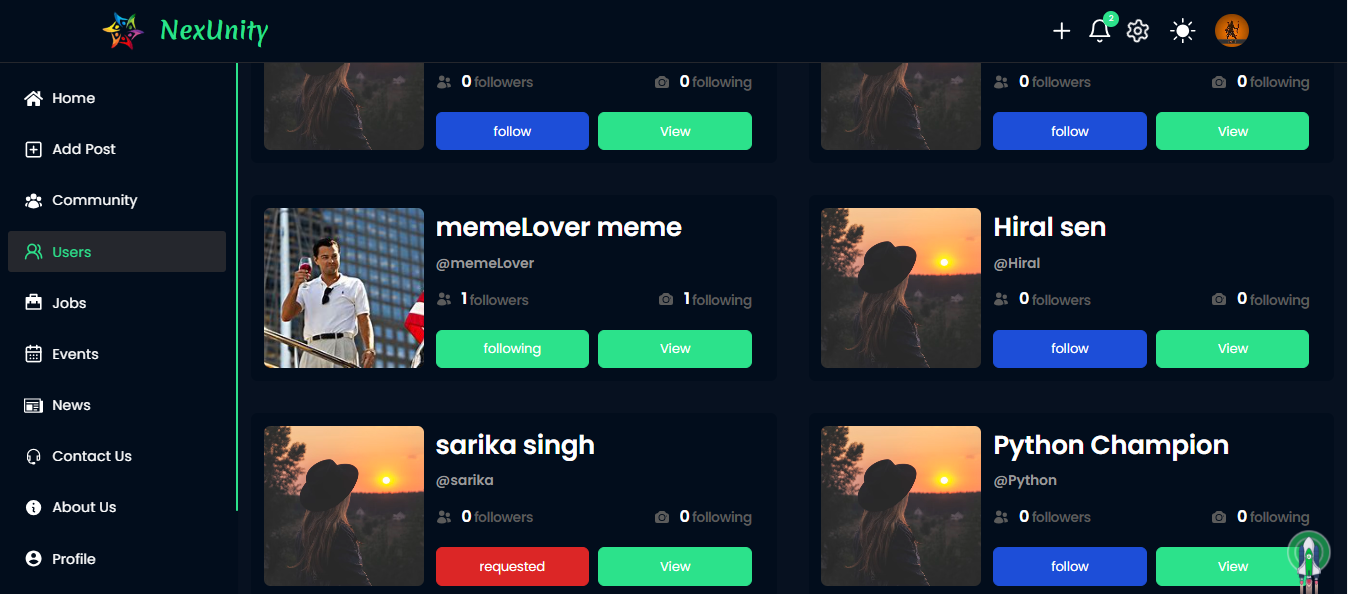 NexUnity
2
Home
Add Post
Community
Users
Jobs
Events
News
Contact Us
About Us
Profile
0 followers 0 following
follow View
0 followers 0 following
follow View
memeLover meme
@memeLover
1 followers 1 following
following View
Hiral sen
@Hiral
0 followers 0 following
follow View
sarika singh
@sarika
0 followers 0 following
requested View
Python Champion
@Python
0 followers 0 following
follow View